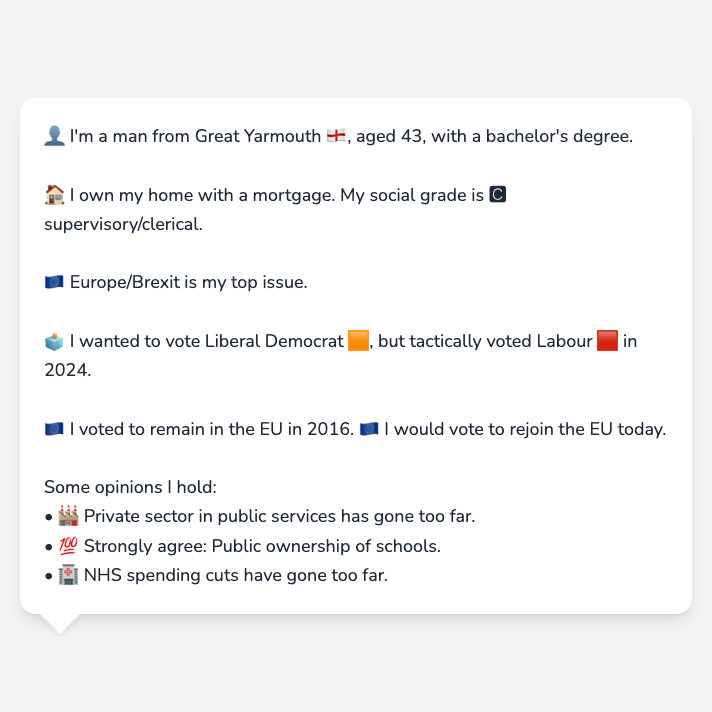 👤 I'm a man from Great Yarmouth 🏴󠁧󠁢󠁥󠁮󠁧󠁿, aged 43, with a bachelor's degree.
🏠 I own my home with a mortgage. My social grade is 🅲
supervisory/clerical.
🇪🇺 Europe/Brexit is my top issue.
🗳️ I wanted to vote Liberal Democrat 🟧, but tactically voted Labour 🟥 in
2024.
🇪🇺 I voted to remain in the EU in 2016. 🇪🇺 I would vote to rejoin the EU today.
Some opinions I hold:
• 🏭 Private sector in public services has gone too far.
• 💯 Strongly agree: Public ownership of schools.
• 🏥 NHS spending cuts have gone too far.